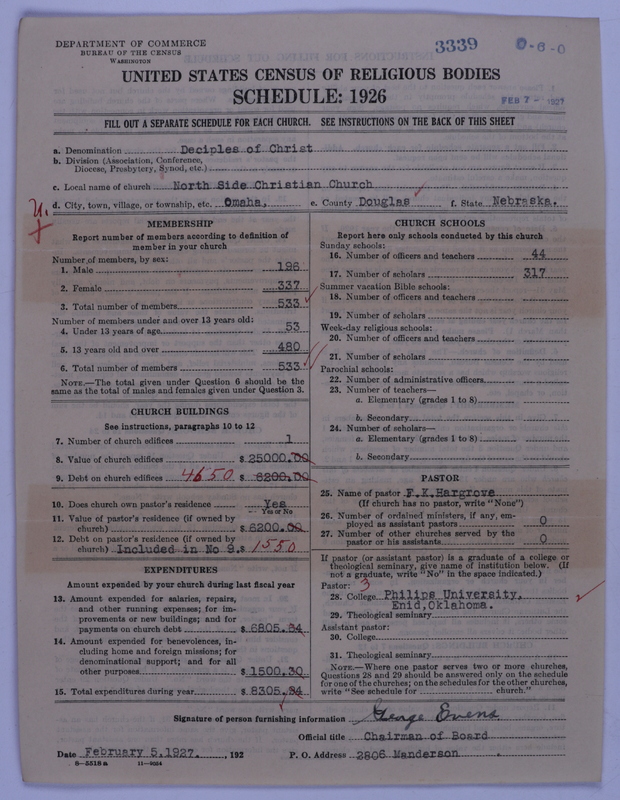 DEPARTMENT OF COMMERCE
BUREAU OF THE CENSUS
WASHINGTON
3339
0-6-0
UNITED STATES CENSUS OF RELIGIOUS BODIES
SCHEDULE: 1926
FEB 7 - 1927
FILL OUT A SEPARATE SCHEDULE FOR EACH CHURCH. SEE INSTRUCTIONS ON THE BACK OF THIS SHEET
a. Denomination Deciples of Christ
b. Division (Association, Conference, Diocese, Presbytery, Synod, etc.)
c. Local name of church North Side Christian Church
d. City, town, village, or township, etc. Omaha, e. County Douglas f. State Nebraska.
MEMBERSHIP
Report number of members according to definition of
member in your church
Number of members, by sex:
1. Male 196
2. Female 337
3. Total number of members 533
Number of members under and over 13 years old:
4. Under 13 years of age 53
5. 13 years old and over 480
6. Total number of members 533
NOTE.—The total given under Question 6 should be
same as the total of males and females given under Question 3.
CHURCH BUILDINGS
See instructions, paragraphs 10 to 12
7. Number of church edifices 1
8. Value of church edifices $ 25000.00
9. Debt on church edifices 4650 $ 6200.00
10. Does church own pastor's residence Yes
Yes or No
11. Value of pastor's residence (if owned by
church) $ 6200.00
12. Debt on pastor's residence (if owned by
church) Included in No 9. $ 1550
EXPENDITURES
Amount expended by your church during last fiscal year
13. Amount expended for salaries, repairs,
and other running expenses; for im-
provements or new buildings; and for
payments on church debt $ 6805.54
14. Amount expended for benevolences, in-
cluding home and foreign missions; for
denominational support; and for all
other purposes $ 1500.30
15. Total expenditures during year $ 8305.84
CHURCH SCHOOLS
Report here only schools conducted by this church
Sunday schools:
16. Number of officers and teachers 44
17. Number of scholars 317
Summer vacation Bible schools:
18. Number of officers and teachers
19. Number of scholars
Week-day religious schools:
20. Number of officers and teachers
21. Number of scholars
Parochial schools:
22. Number of administrative officers
23. Number of teachers—
a. Elementary (grades 1 to 8)
b. Secondary
24. Number of scholars—
a. Elementary (grades 1 to 8)
b. Secondary
PASTOR
25. Name of pastor F.K.Hargrove
(If church has no pastor, write "None")
26. Number of ordained ministers, if any, em-
ployed as assistant pastors 0
27. Number of other churches served by the
pastor or his assistants 0
If pastor (or assistant pastor) is a graduate of a college or
theological seminary, give name of institution below. (If
not a graduate, write "No" in the space indicated.)
Pastor: 3
28. College Philips University,
Enid,Oklahoma.
29. Theological seminary
Assistant pastor:
30. College
31. Theological seminary
NOTE.—Where one pastor serves two or more churches,
Questions 28 and 29 should be answered only on the schedule
for one of the churches; on the schedules for the other churches,
write "See schedule for church."
Signature of person furnishing information George Evens
Official title Chairman of Board
Date February 5,1927. , 192 P. O. Address 2806 Manderson
8—5518 a 11—9024